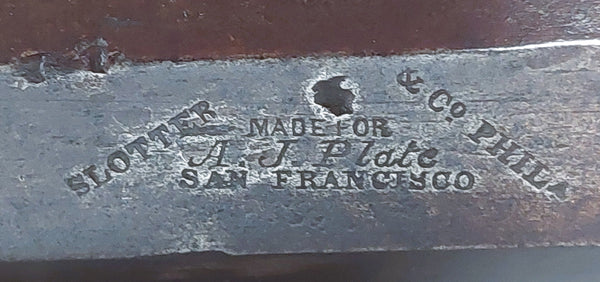 SLOTTER & CO PHILA
MADE FOR
A. J. Plate
SAN FRANCISCO